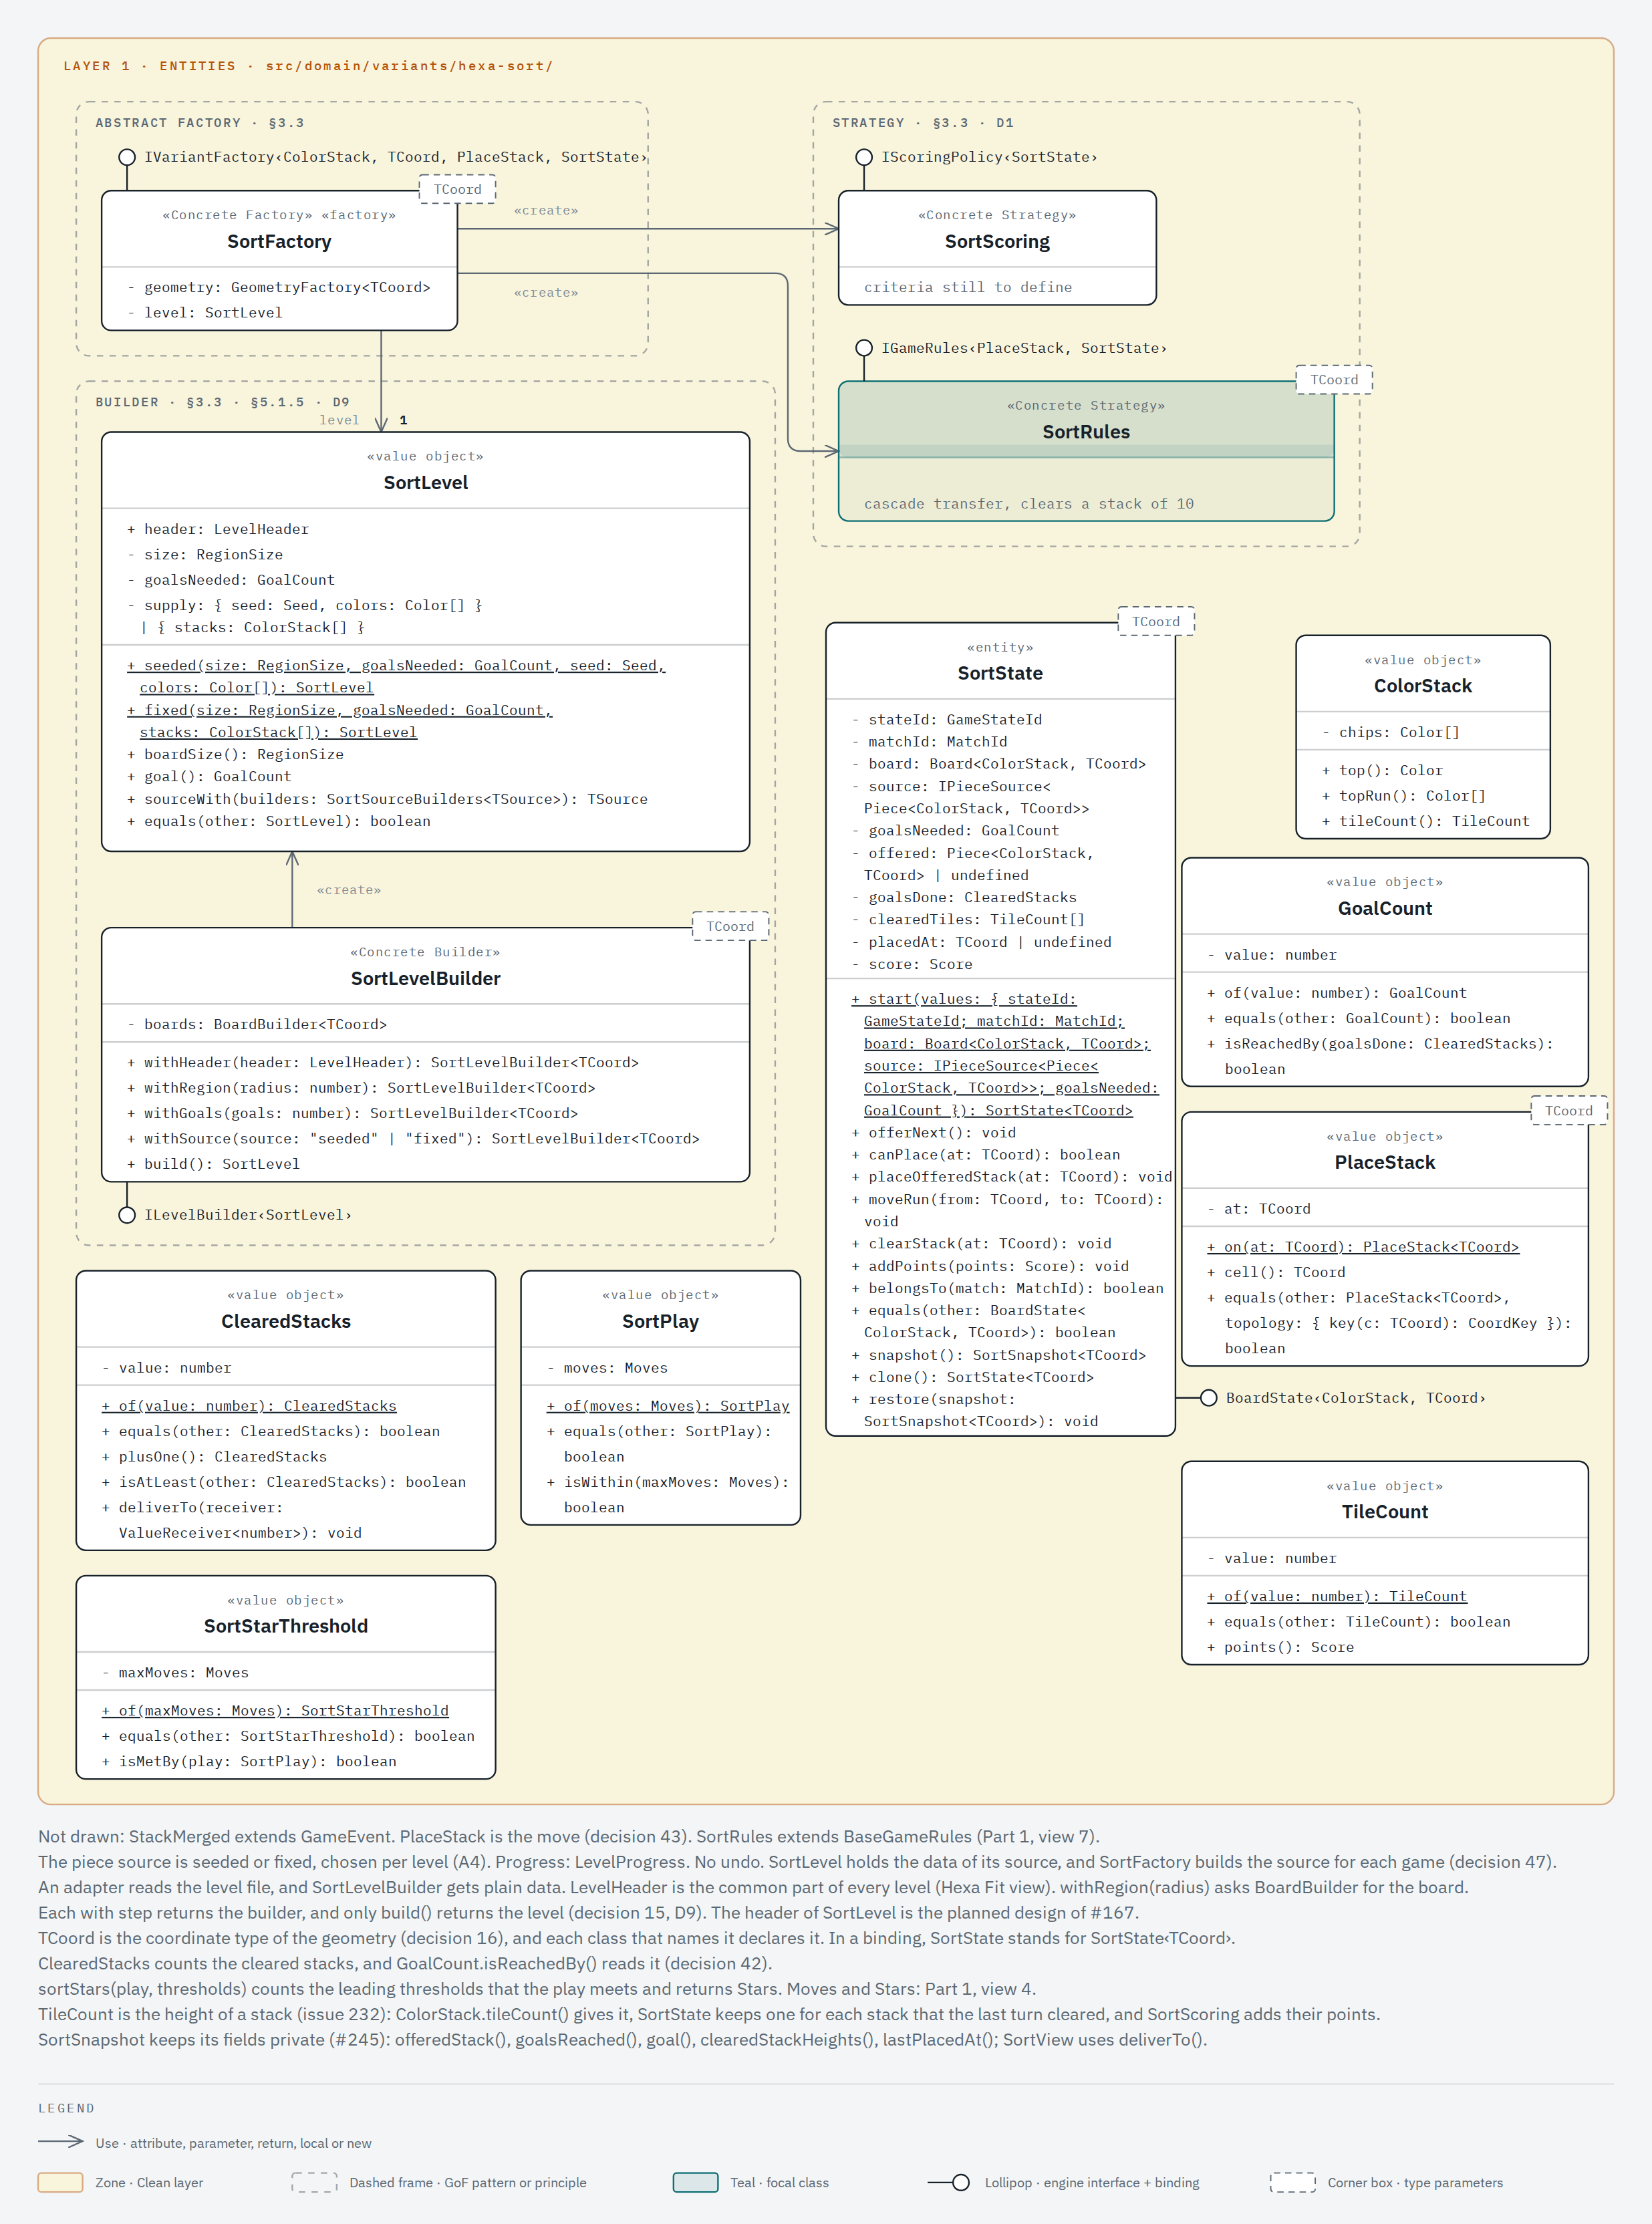 LAYER 1 · ENTITIES · src/domain/variants/hexa-sort/
ABSTRACT FACTORY · §3.3
IVariantFactory‹ColorStack, TCoord, PlaceStack, SortState›
TCoord
«Concrete Factory» «factory»
SortFactory
- geometry: GeometryFactory<TCoord>
- level: SortLevel
«create»
«create»
STRATEGY · §3.3 · D1
IScoringPolicy‹SortState›
«Concrete Strategy»
SortScoring
criteria still to define
IGameRules‹PlaceStack, SortState›
TCoord
«Concrete Strategy»
SortRules
cascade transfer, clears a stack of 10
BUILDER · §3.3 · §5.1.5 · D9
level 1
«value object»
SortLevel
+ header: LevelHeader
- size: RegionSize
- goalsNeeded: GoalCount
- supply: { seed: Seed, colors: Color[] }
| { stacks: ColorStack[] }
+ seeded(size: RegionSize, goalsNeeded: GoalCount, seed: Seed,
colors: Color[]): SortLevel
+ fixed(size: RegionSize, goalsNeeded: GoalCount,
stacks: ColorStack[]): SortLevel
+ boardSize(): RegionSize
+ goal(): GoalCount
+ sourceWith(builders: SortSourceBuilders<TSource>): TSource
+ equals(other: SortLevel): boolean
«create»
TCoord
«Concrete Builder»
SortLevelBuilder
- boards: BoardBuilder<TCoord>
+ withHeader(header: LevelHeader): SortLevelBuilder<TCoord>
+ withRegion(radius: number): SortLevelBuilder<TCoord>
+ withGoals(goals: number): SortLevelBuilder<TCoord>
+ withSource(source: "seeded" | "fixed"): SortLevelBuilder<TCoord>
+ build(): SortLevel
ILevelBuilder‹SortLevel›
TCoord
«entity»
SortState
- stateId: GameStateId
- matchId: MatchId
- board: Board<ColorStack, TCoord>
- source: IPieceSource<
Piece<ColorStack, TCoord>>
- goalsNeeded: GoalCount
- offered: Piece<ColorStack,
TCoord> | undefined
- goalsDone: ClearedStacks
- clearedTiles: TileCount[]
- placedAt: TCoord | undefined
- score: Score
+ start(values: { stateId:
GameStateId; matchId: MatchId;
board: Board<ColorStack, TCoord>;
source: IPieceSource<Piece<
ColorStack, TCoord>>; goalsNeeded:
GoalCount }): SortState<TCoord>
+ offerNext(): void
+ canPlace(at: TCoord): boolean
+ placeOfferedStack(at: TCoord): void
+ moveRun(from: TCoord, to: TCoord):
void
+ clearStack(at: TCoord): void
+ addPoints(points: Score): void
+ belongsTo(match: MatchId): boolean
+ equals(other: BoardState<
ColorStack, TCoord>): boolean
+ snapshot(): SortSnapshot<TCoord>
+ clone(): SortState<TCoord>
+ restore(snapshot:
SortSnapshot<TCoord>): void
BoardState‹ColorStack, TCoord›
«value object»
ColorStack
- chips: Color[]
+ top(): Color
+ topRun(): Color[]
+ tileCount(): TileCount
«value object»
GoalCount
- value: number
+ of(value: number): GoalCount
+ equals(other: GoalCount): boolean
+ isReachedBy(goalsDone: ClearedStacks):
boolean
TCoord
«value object»
PlaceStack
- at: TCoord
+ on(at: TCoord): PlaceStack<TCoord>
+ cell(): TCoord
+ equals(other: PlaceStack<TCoord>,
topology: { key(c: TCoord): CoordKey }):
boolean
«value object»
ClearedStacks
- value: number
+ of(value: number): ClearedStacks
+ equals(other: ClearedStacks): boolean
+ plusOne(): ClearedStacks
+ isAtLeast(other: ClearedStacks): boolean
+ deliverTo(receiver:
ValueReceiver<number>): void
«value object»
SortPlay
- moves: Moves
+ of(moves: Moves): SortPlay
+ equals(other: SortPlay):
boolean
+ isWithin(maxMoves: Moves):
boolean
«value object»
TileCount
- value: number
+ of(value: number): TileCount
+ equals(other: TileCount): boolean
+ points(): Score
«value object»
SortStarThreshold
- maxMoves: Moves
+ of(maxMoves: Moves): SortStarThreshold
+ equals(other: SortStarThreshold): boolean
+ isMetBy(play: SortPlay): boolean
Not drawn: StackMerged extends GameEvent. PlaceStack is the move (decision 43). SortRules extends BaseGameRules (Part 1, view 7).
The piece source is seeded or fixed, chosen per level (A4). Progress: LevelProgress. No undo. SortLevel holds the data of its source, and SortFactory builds the source for each game (decision 47).
An adapter reads the level file, and SortLevelBuilder gets plain data. LevelHeader is the common part of every level (Hexa Fit view). withRegion(radius) asks BoardBuilder for the board.
Each with step returns the builder, and only build() returns the level (decision 15, D9). The header of SortLevel is the planned design of #167.
TCoord is the coordinate type of the geometry (decision 16), and each class that names it declares it. In a binding, SortState stands for SortState‹TCoord›.
ClearedStacks counts the cleared stacks, and GoalCount.isReachedBy() reads it (decision 42).
sortStars(play, thresholds) counts the leading thresholds that the play meets and returns Stars. Moves and Stars: Part 1, view 4.
TileCount is the height of a stack (issue 232): ColorStack.tileCount() gives it, SortState keeps one for each stack that the last turn cleared, and SortScoring adds their points.
SortSnapshot keeps its fields private (#245): offeredStack(), goalsReached(), goal(), clearedStackHeights(), lastPlacedAt(); SortView uses deliverTo().
LEGEND
Use · attribute, parameter, return, local or new
Zone · Clean layer
Dashed frame · GoF pattern or principle
Teal · focal class
Lollipop · engine interface + binding
Corner box · type parameters